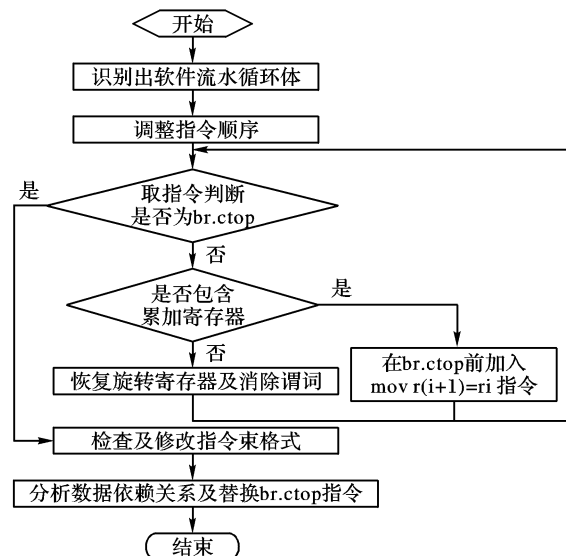 开始
识别出软件流水循环体
调整指令顺序
是
取指令判断
是否为br.ctop
否
是否包含
累加寄存器
是
否
恢复旋转寄存器及消除谓词
在br.ctop前加入
mov r(i+1)=ri 指令
检查及修改指令束格式
分析数据依赖关系及替换br.ctop指令
结束